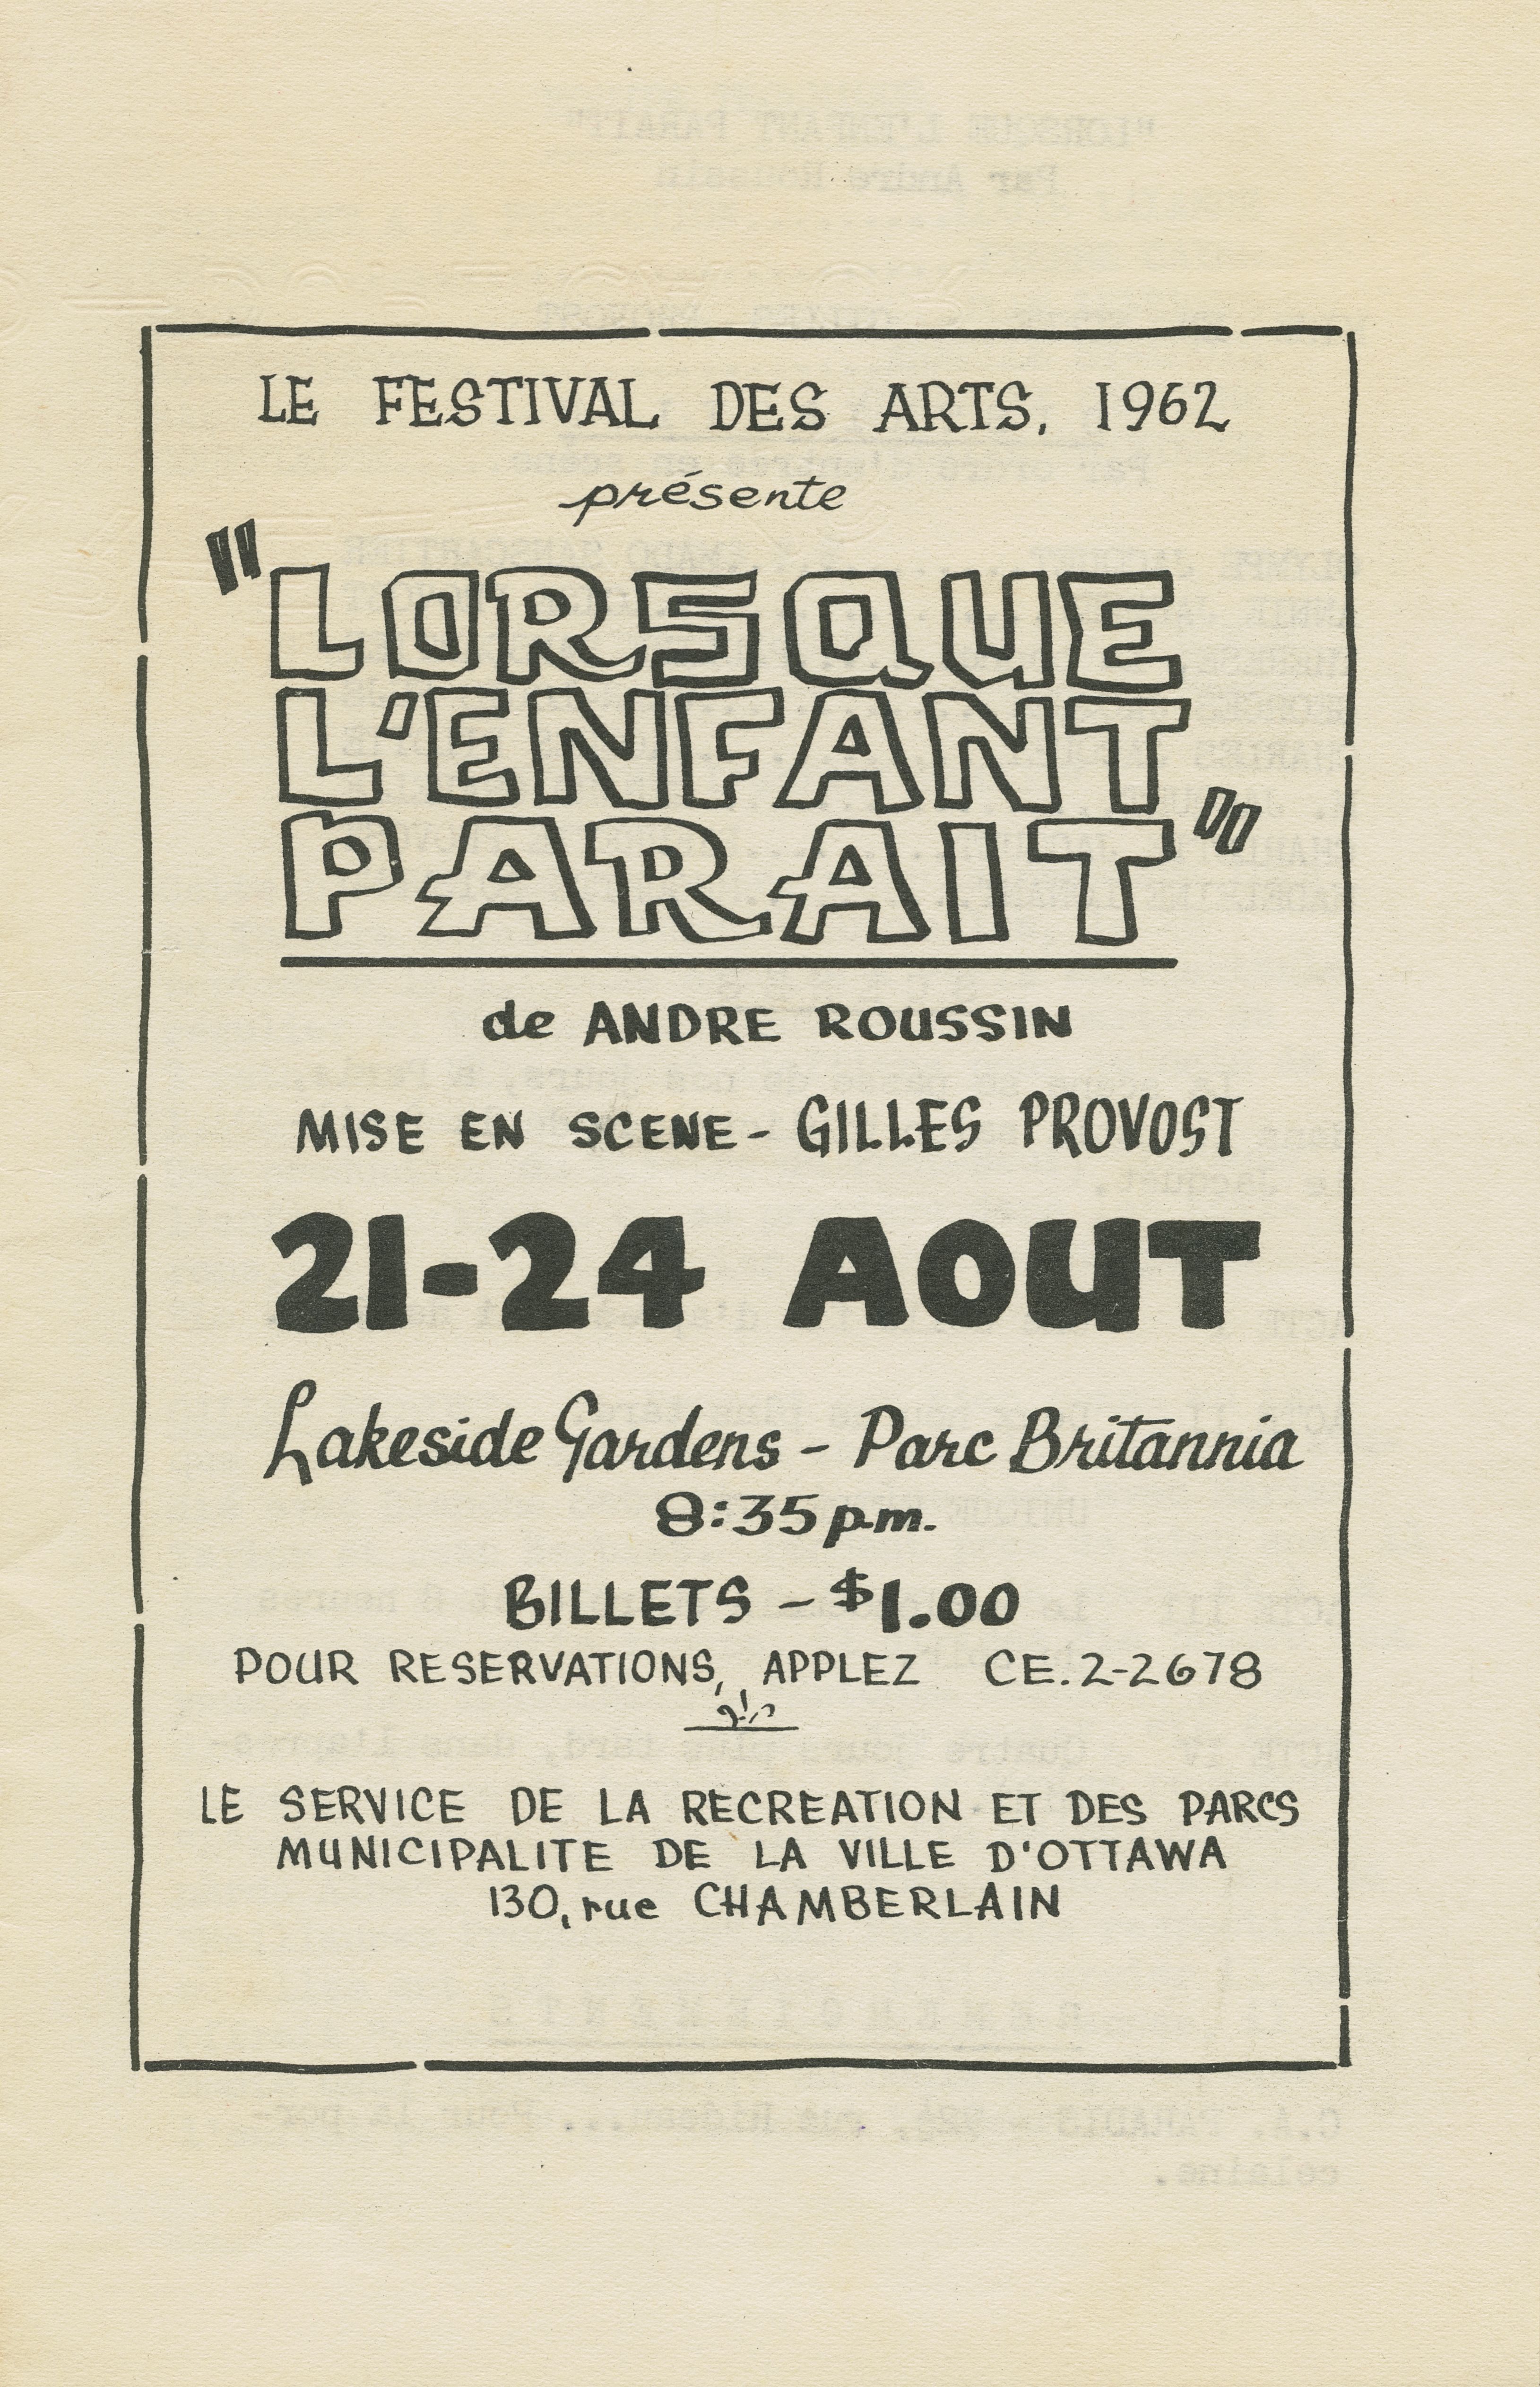 LE FESTIVAL DES ARTS, 1962
présente
"LORSQUE
L'ENFANT
PARAIT"
de ANDRE ROUSSIN
MISE EN SCENE - GILLES PROVOST
21-24 AOUT
Lakeside Gardens - Parc Britannia
8:35 p.m.
BILLETS - $1.00
POUR RESERVATIONS, APPLEZ CE. 2-2678
LE SERVICE DE LA RECREATION ET DES PARCS
MUNICIPALITE DE LA VILLE D'OTTAWA
130, rue CHAMBERLAIN